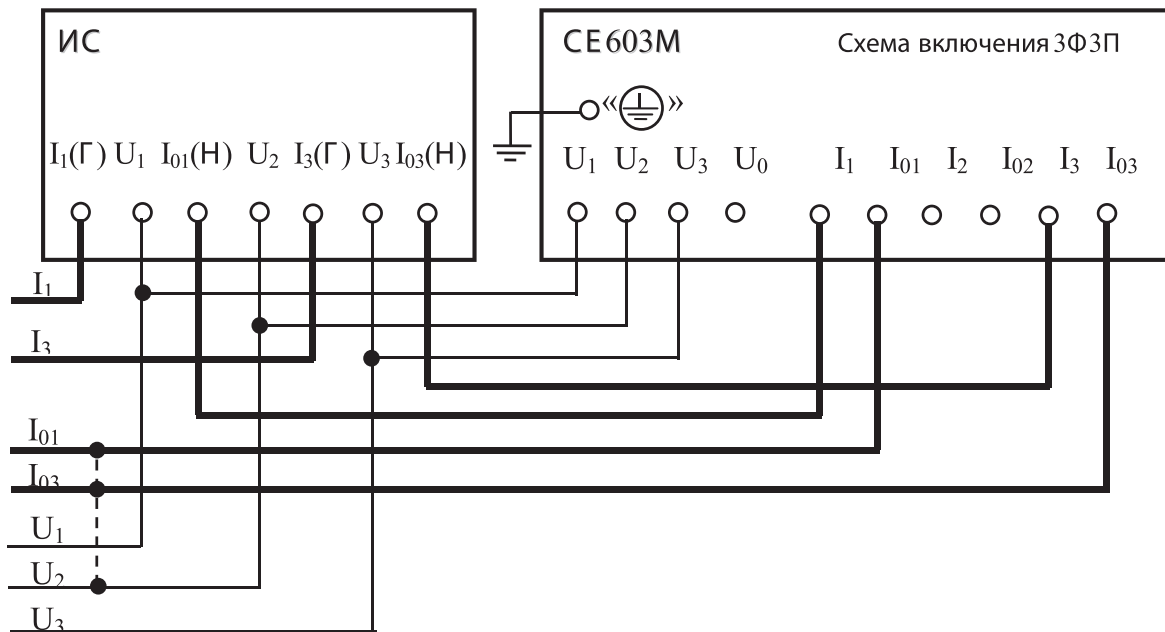 ИС
СЕ603М Схема включения 3Ф3П
«⏚»
I₁(Г) U₁ I₀₁(Н) U₂ I₃(Г) U₃ I₀₃(Н)
U₁ U₂ U₃ U₀ I₁ I₀₁ I₂ I₀₂ I₃ I₀₃
I₁
I₃
I₀₁
I₀₃
U₁
U₂
U₃